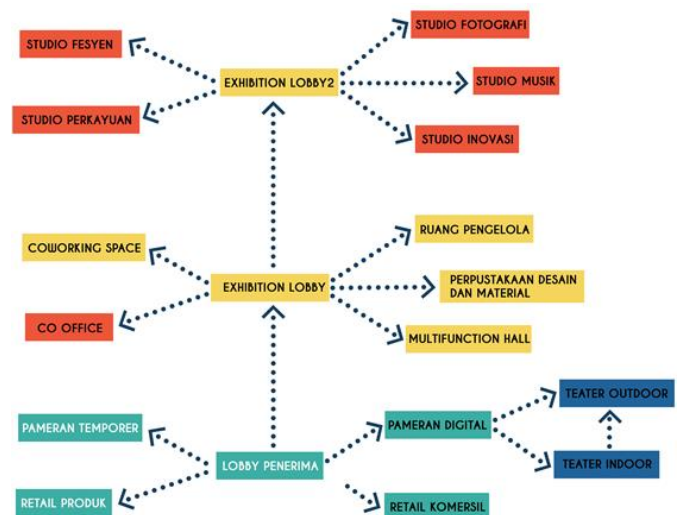 STUDIO FOTOGRAFI
STUDIO FESYEN
EXHIBITION LOBBY2
STUDIO MUSIK
STUDIO PERKAYUAN
STUDIO INOVASI
RUANG PENGELOLA
COWORKING SPACE
EXHIBITION LOBBY
PERPUSTAKAAN DESAIN
DAN MATERIAL
CO OFFICE
MULTIFUNCTION HALL
TEATER OUTDOOR
PAMERAN TEMPORER
PAMERAN DIGITAL
LOBBY PENERIMA
TEATER INDOOR
RETAIL PRODUK
RETAIL KOMERSIL